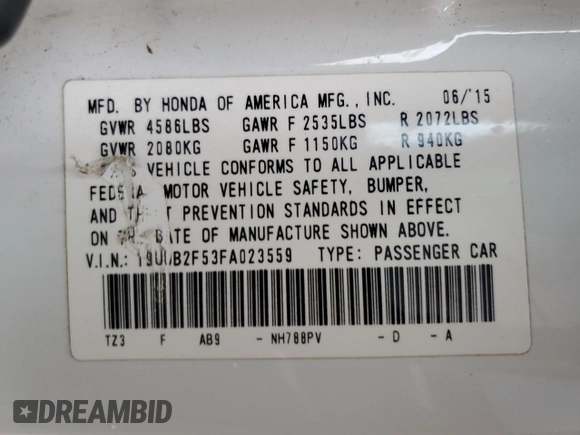 MFD. BY HONDA OF AMERICA MFG., INC. 06/'15
GVWR 4586LBS GAWR F 2535LBS R 2072LBS
GVWR 2080KG GAWR F 1150KG R 940KG
VEHICLE CONFORMS TO ALL APPLICABLE
MOTOR VEHICLE SAFETY, BUMPER,
AND PREVENTION STANDARDS IN EFFECT
ON DATE OF MANUFACTURE SHOWN ABOVE.
V.I.N.: TYPE: PASSENGER CAR
TZ3 F AB9 - NH788PV - D - A
DREAMBID